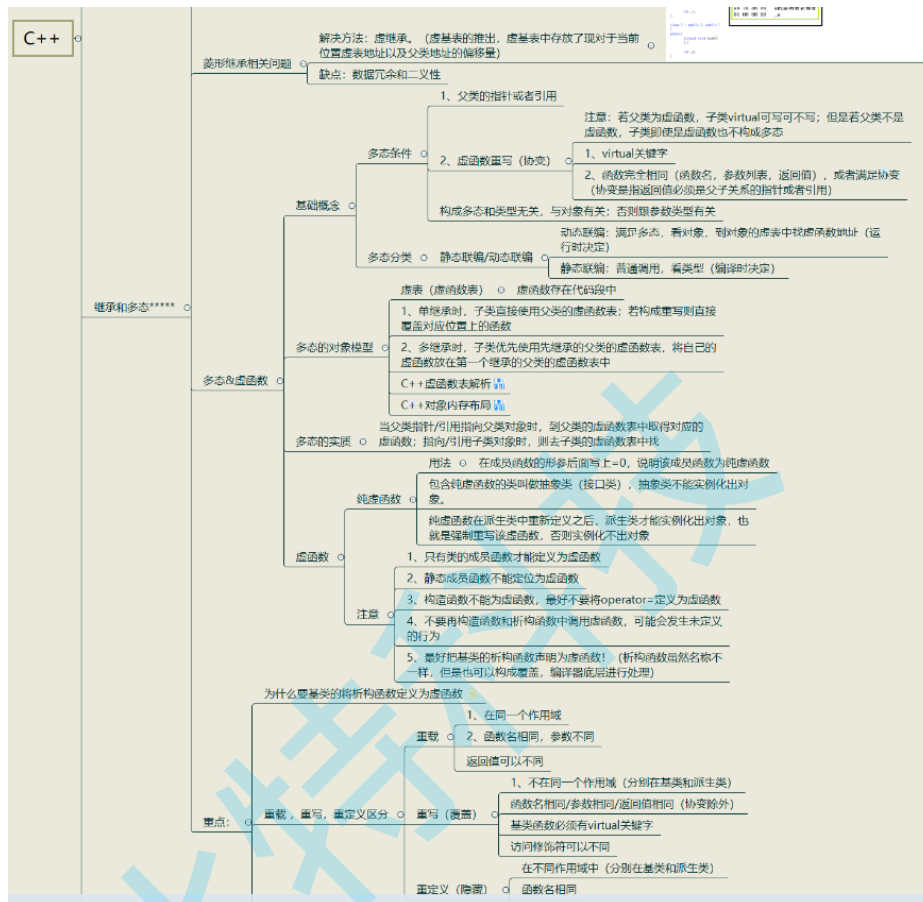 C++
解决方法：虚继承。（虚基表的推出，虚基表中存放了现对于当前
位置虚表地址以及父类地址的偏移量）
菱形继承相关问题
缺点：数据冗余和二义性
1、父类的指针或者引用
注意：若父类为虚函数，子类virtual可写可不写；但是若父类不是
虚函数，子类即使是虚函数也不构成多态
多态条件
2、虚函数重写（协变）
1、virtual关键字
2、函数完全相同（函数名，参数列表，返回值），或者满足协变
（协变是指返回值必须是父子关系的指针或者引用）
基础概念
构成多态和类型无关，与对象有关；否则跟参数类型有关
动态联编：满足多态，看对象，到对象的虚表中找虚函数地址（运
行时决定）
多态分类
静态联编/动态联编
静态联编：普通调用，看类型（编译时决定）
继承和多态*****
虚表（虚函数表）
虚函数存在代码段中
1、单继承时，子类直接使用父类的虚函数表；若构成重写则直接
覆盖对应位置上的函数
多态的对象模型
2、多继承时，子类优先使用先继承的父类的虚函数表，将自己的
虚函数放在第一个继承的父类的虚函数表中
多态&虚函数
C++虚函数表解析
C++对象内存布局
当父类指针/引用指向父类对象时，到父类的虚函数表中取得对应的
虚函数；指向/引用子类对象时，则去子类的虚函数表中找
多态的实质
用法
在成员函数的形参后面写上=0，说明该成员函数为纯虚函数
纯虚函数
包含纯虚函数的类叫做抽象类（接口类），抽象类不能实例化出对
象。
纯虚函数在派生类中重新定义之后，派生类才能实例化出对象，也
就是强制重写该虚函数，否则实例化不出对象
虚函数
1、只有类的成员函数才能定义为虚函数
2、静态成员函数不能定位为虚函数
3、构造函数不能为虚函数，最好不要将operator=定义为虚函数
注意
4、不要再构造函数和析构函数中调用虚函数，可能会发生未定义
的行为
5、最好把基类的析构函数声明为虚函数！（析构函数虽然名称不
一样，但是也可以构成覆盖，编译器底层进行处理）
为什么要基类的将析构函数定义为虚函数
1、在同一个作用域
重载
2、函数名相同，参数不同
返回值可以不同
1、不在同一个作用域（分别在基类和派生类）
函数名相同/参数相同/返回值相同（协变除外）
重点：
重载，重写，重定义区分
重写（覆盖）
基类函数必须有virtual关键字
访问修饰符可以不同
在不同作用域中（分别在基类和派生类）
重定义（隐藏）
函数名相同
特科技